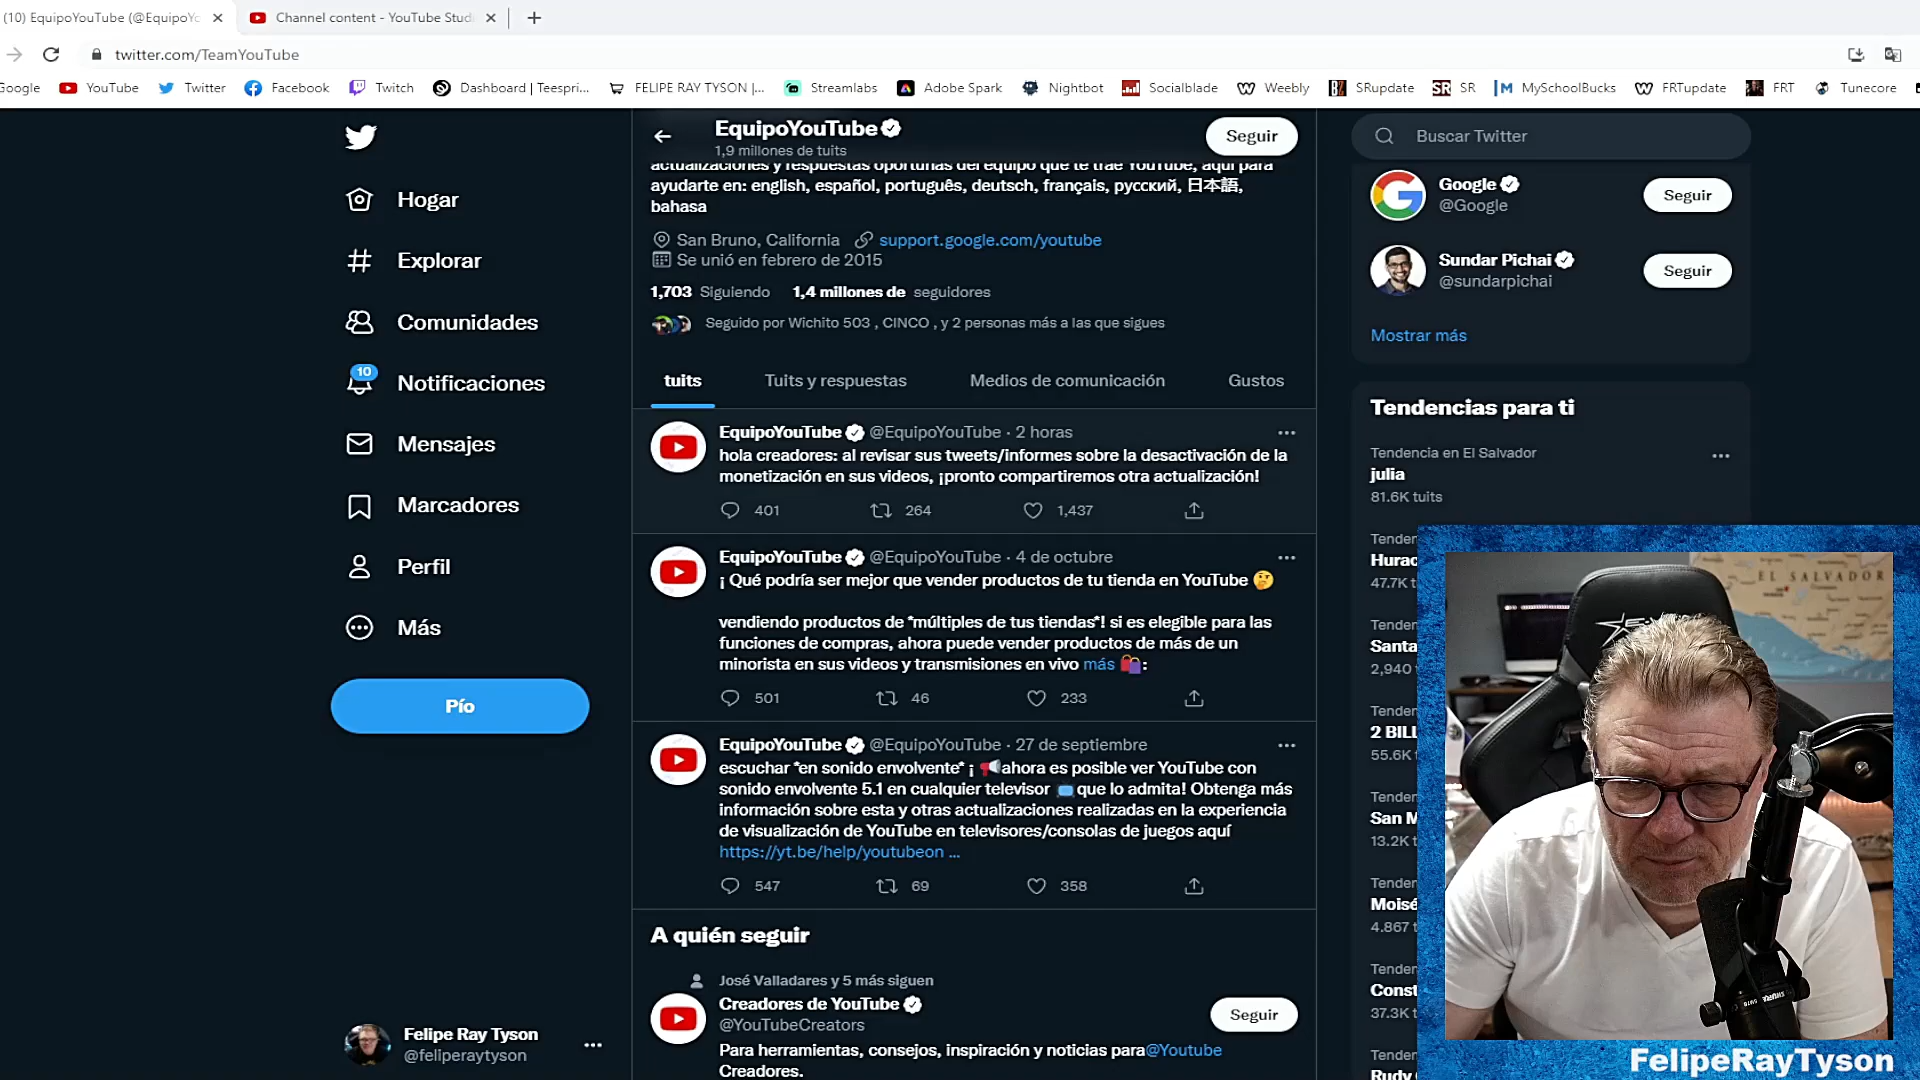 (10) EquipoYouTube (@EquipoYo
Channel content - YouTube Stud
twitter.com/TeamYouTube
Google
YouTube
Twitter
Facebook
Twitch
Dashboard | Teespri...
FELIPE RAY TYSON |...
Streamlabs
Adobe Spark
Nightbot
Socialblade
Weebly
SRupdate
SR
MySchoolBucks
FRTupdate
FRT
Tunecore
Hogar
Explorar
Comunidades
10
Notificaciones
Mensajes
Marcadores
Perfil
Más
Pío
Felipe Ray Tyson
@feliperaytyson
EquipoYouTube
1,9 millones de tuits
Seguir
actualizaciones y respuestas oportunas del equipo que te trae YouTube, aquí para
ayudarte en: english, español, português, deutsch, français, русский, 日本語,
bahasa
San Bruno, California support.google.com/youtube
Se unió en febrero de 2015
1,703 Siguiendo 1,4 millones de seguidores
Seguido por Wichito 503 , CINCO , y 2 personas más a las que sigues
tuits Tuits y respuestas Medios de comunicación Gustos
EquipoYouTube @EquipoYouTube · 2 horas
hola creadores: al revisar sus tweets/informes sobre la desactivación de la
monetización en sus videos, ¡pronto compartiremos otra actualización!
401 264 1,437
EquipoYouTube @EquipoYouTube · 4 de octubre
¡ Qué podría ser mejor que vender productos de tu tienda en YouTube 🤔
vendiendo productos de *múltiples de tus tiendas*! si es elegible para las
funciones de compras, ahora puede vender productos de más de un
minorista en sus videos y transmisiones en vivo más 🛍️:
501 46 233
EquipoYouTube @EquipoYouTube · 27 de septiembre
escuchar *en sonido envolvente* ¡ 📢ahora es posible ver YouTube con
sonido envolvente 5.1 en cualquier televisor 📺que lo admita! Obtenga más
información sobre esta y otras actualizaciones realizadas en la experiencia
de visualización de YouTube en televisores/consolas de juegos aquí
https://yt.be/help/youtubeon ...
547 69 358
A quién seguir
José Valladares y 5 más siguen
Creadores de YouTube
@YouTubeCreators
Seguir
Para herramientas, consejos, inspiración y noticias para@Youtube
Creadores.
Buscar Twitter
Google
@Google
Seguir
Sundar Pichai
@sundarpichai
Seguir
Mostrar más
Tendencias para ti
Tendencia en El Salvador
julia
81.6K tuits
Tenden
Hurac
47.7K t
Tenden
Santa
2,940
Tenden
2 BILL
55.6K
Tenden
San M
13.2K t
Tenden
Moisé
4.867 t
Tenden
Const
37.3K t
Tenden
Rudy
EL SALVADOR
SHURE
FelipeRayTyson